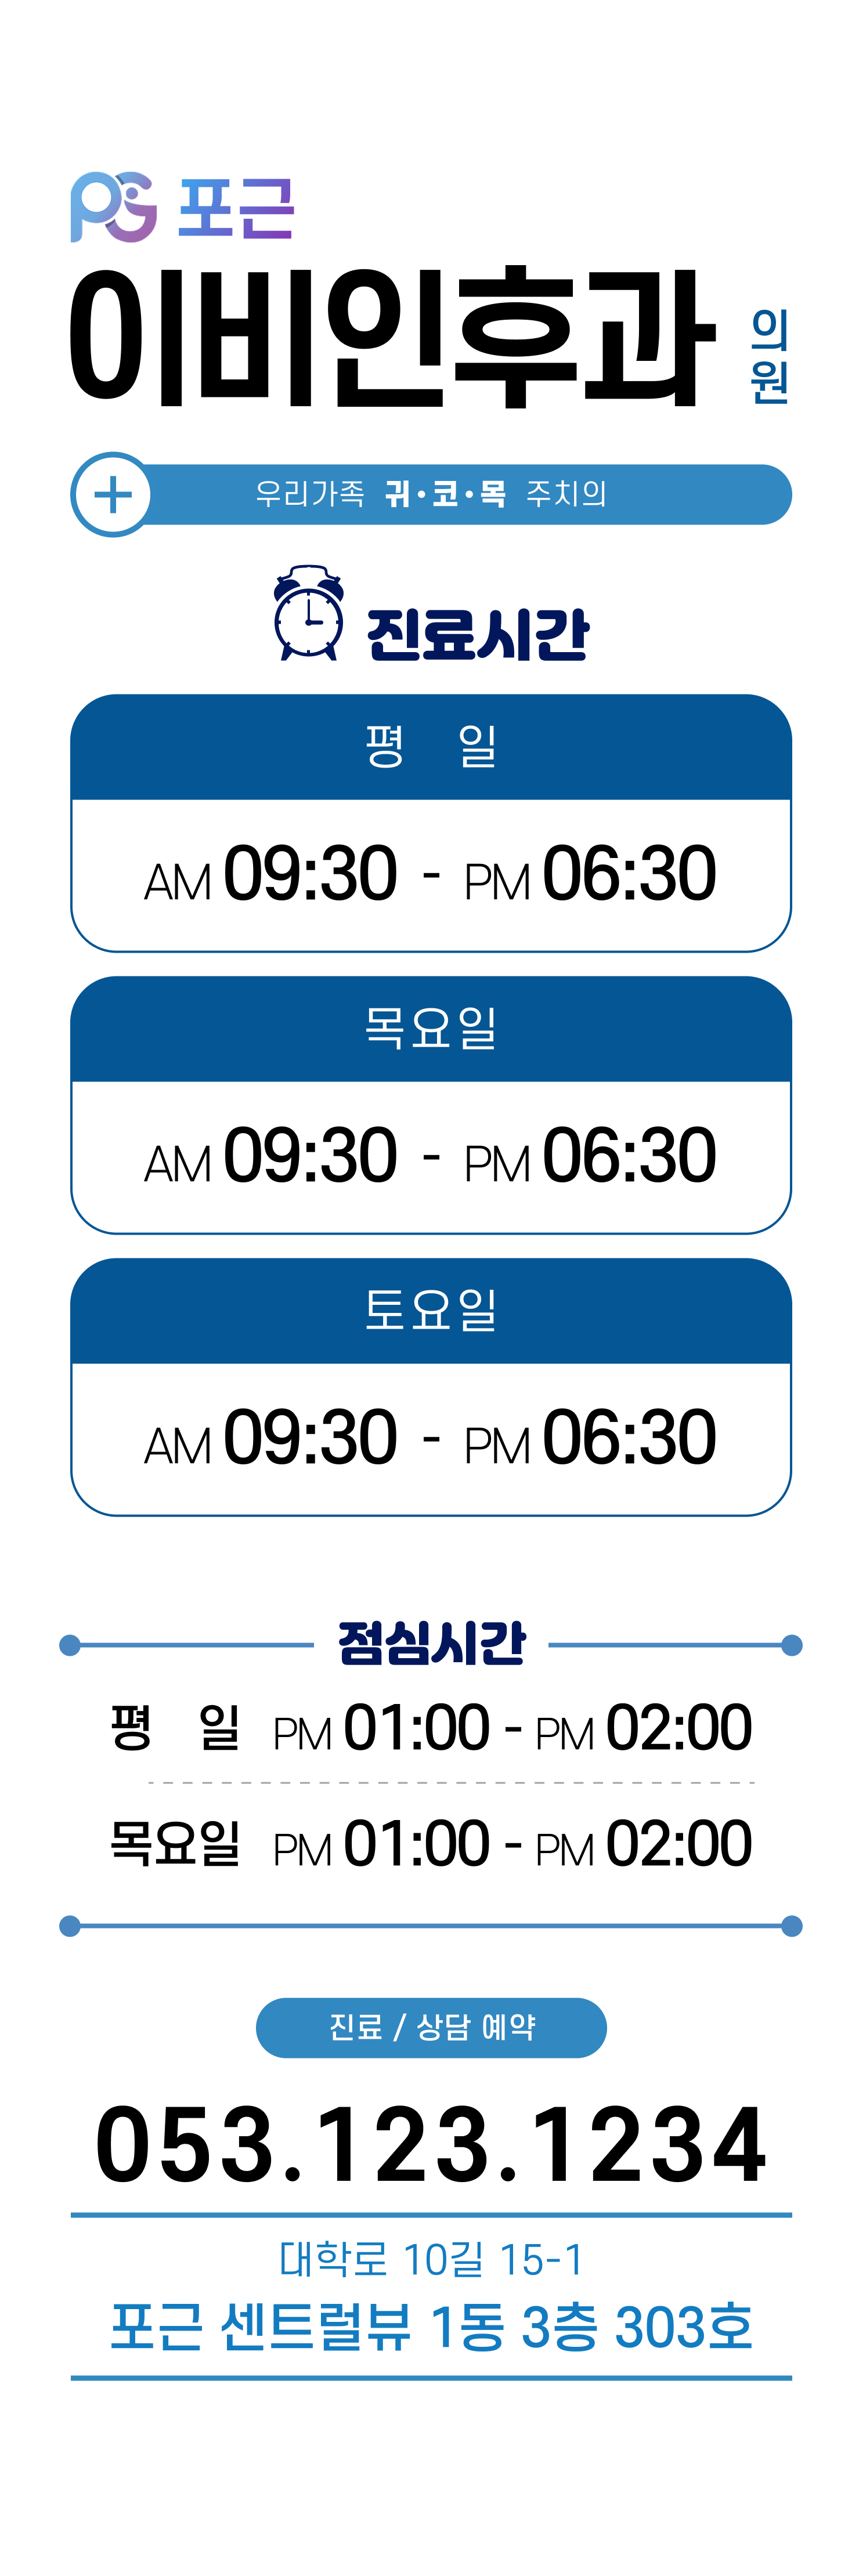 PG 포근
이비인후과 의원
우리가족 귀·코·목 주치의
진료시간
평 일
AM 09:30 - PM 06:30
목요일
AM 09:30 - PM 06:30
토요일
AM 09:30 - PM 06:30
점심시간
평 일 PM 01:00 - PM 02:00
목요일 PM 01:00 - PM 02:00
진료 / 상담 예약
053.123.1234
대학로 10길 15-1
포근 센트럴뷰 1동 3층 303호